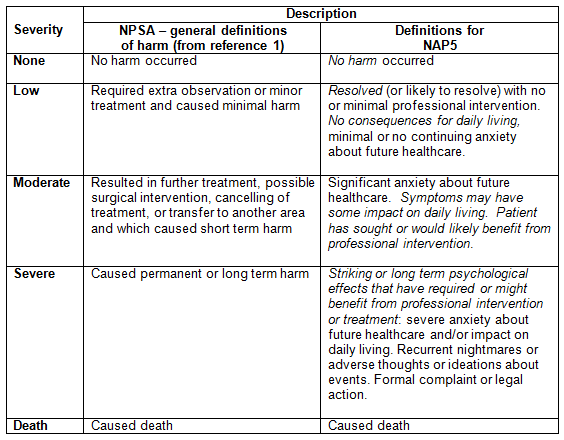 Description
Severity
NPSA – general definitions
of harm (from reference 1)
Definitions for
NAP5
None
No harm occurred
No harm occurred
Low
Required extra observation or minor
treatment and caused minimal harm
Resolved (or likely to resolve) with no
or minimal professional intervention.
No consequences for daily living,
minimal or no continuing anxiety
about future healthcare.
Moderate
Resulted in further treatment, possible
surgical intervention, cancelling of
treatment, or transfer to another area
and which caused short term harm
Significant anxiety about future
healthcare.  Symptoms may have
some impact on daily living.  Patient
has sought or would likely benefit from
professional intervention.
Severe
Caused permanent or long term harm
Striking or long term psychological
effects that have required or might
benefit from professional intervention
or treatment: severe anxiety about
future healthcare and/or impact on
daily living. Recurrent nightmares or
adverse thoughts or ideations about
events. Formal complaint or legal
action.
Death
Caused death
Caused death